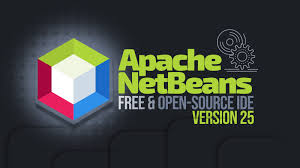 Apache
NetBeans
FREE & OPEN-SOURCE IDE
VERSION 25